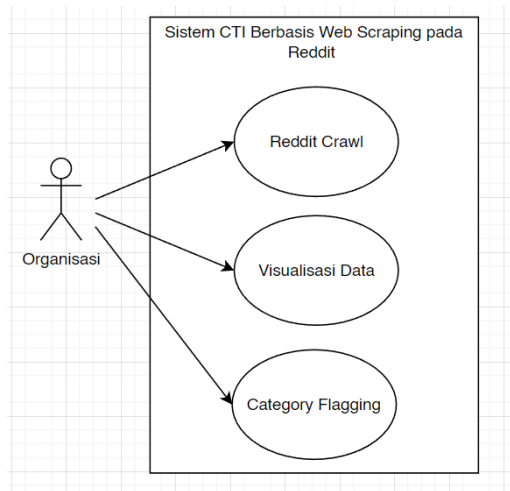 Sistem CTI Berbasis Web Scraping pada
Reddit
Reddit Crawl
Organisasi
Visualisasi Data
Category Flagging